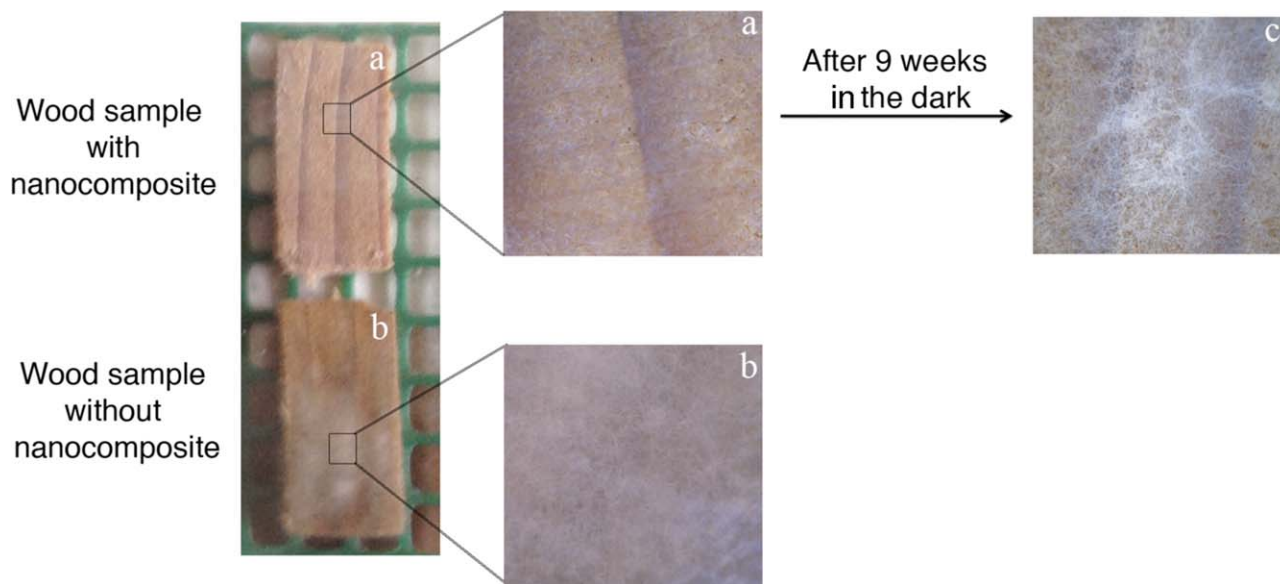 Wood sample
with
nanocomposite
a
a
After 9 weeks
in the dark
c
Wood sample
without
nanocomposite
b
b